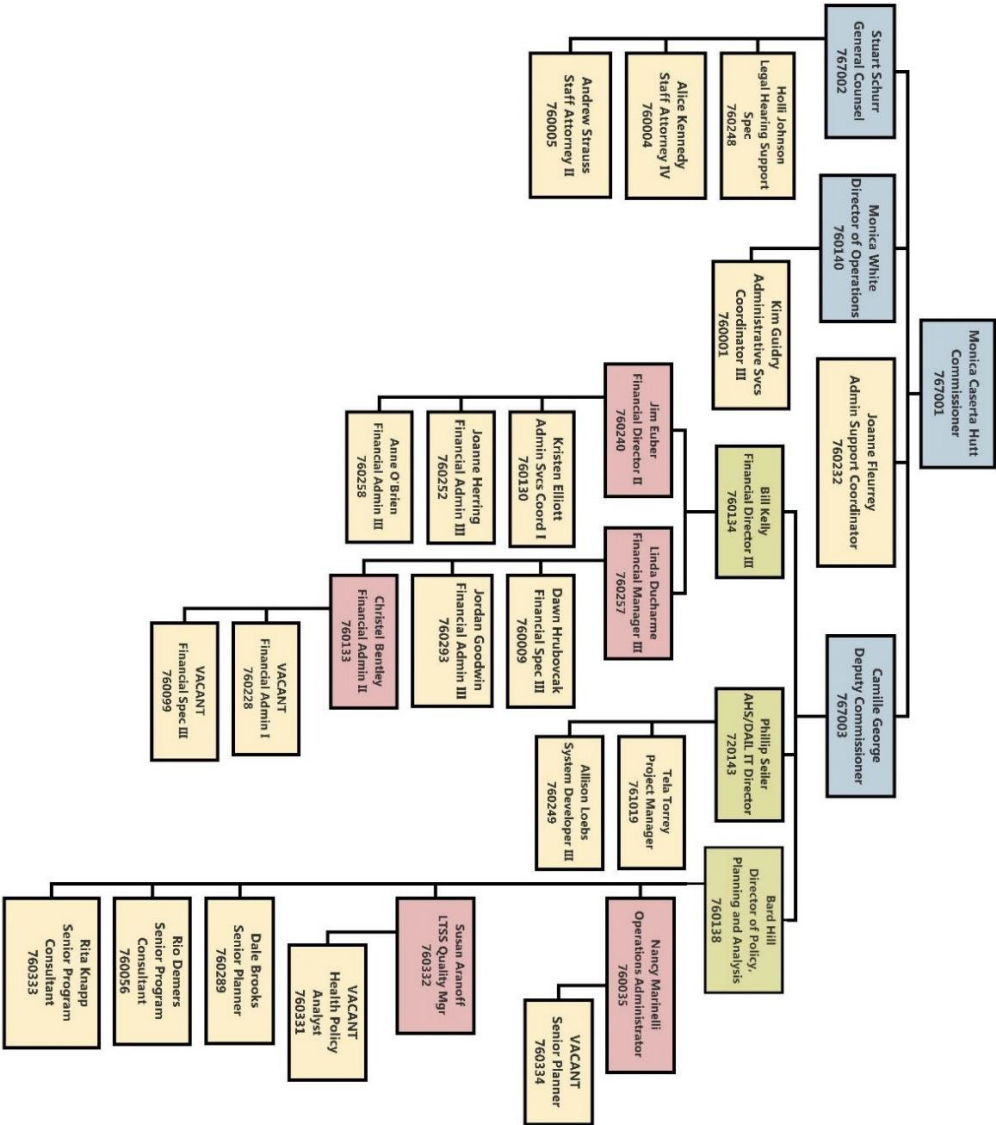 Monica Caserta Hutt
Commissioner
767001
Stuart Schurr
General Counsel
767002
Holli Johnson
Legal Hearing Support
Spec
760248
Alice Kennedy
Staff Attorney IV
760004
Andrew Strauss
Staff Attorney II
760005
Monica White
Director of Operations
760140
Kim Guidry
Administrative Svcs
Coordinator III
760001
Joanne Fleurrey
Admin Support Coordinator
760232
Camille George
Deputy Commissioner
767003
Bill Kelly
Financial Director III
760134
Jim Euber
Financial Director II
760240
Kristen Elliott
Admin Svcs Coord I
760130
Joanne Herring
Financial Admin III
760252
Anne O'Brien
Financial Admin III
760258
Linda Ducharme
Financial Manager III
760257
Dawn Hrubovcak
Financial Spec III
760009
Jordan Goodwin
Financial Admin III
760293
Christel Bentley
Financial Admin II
760133
VACANT
Financial Admin I
760228
VACANT
Financial Spec III
760099
Phillip Seiler
AHS/DAIL IT Director
720143
Tela Torrey
Project Manager
761019
Allison Loebs
System Developer III
760249
Bard Hill
Director of Policy,
Planning and Analysis
760138
Nancy Marinelli
Operations Administrator
760035
VACANT
Senior Planner
760334
Susan Aranoff
LTSS Quality Mgr
760332
VACANT
Health Policy
Analyst
760331
Dale Brooks
Senior Planner
760289
Rio Demers
Senior Program
Consultant
760056
Rita Knapp
Senior Program
Consultant
760333